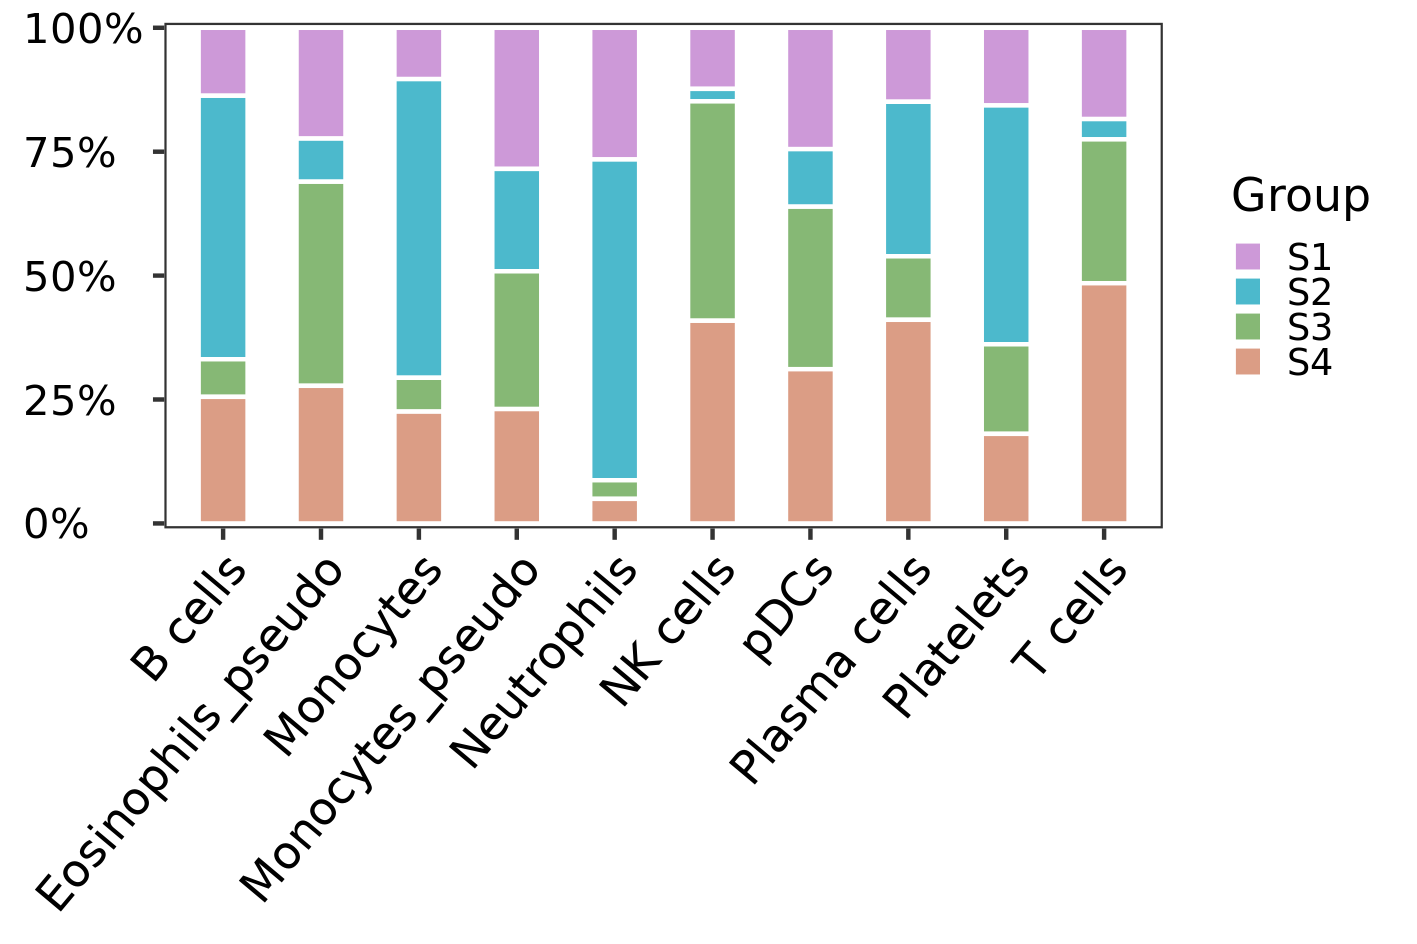 100%
75%
50%
25%
0%
B cells
Eosinophils_pseudo
Monocytes
Monocytes_pseudo
Neutrophils
NK cells
pDCs
Plasma cells
Platelets
T cells
Group
S1
S2
S3
S4